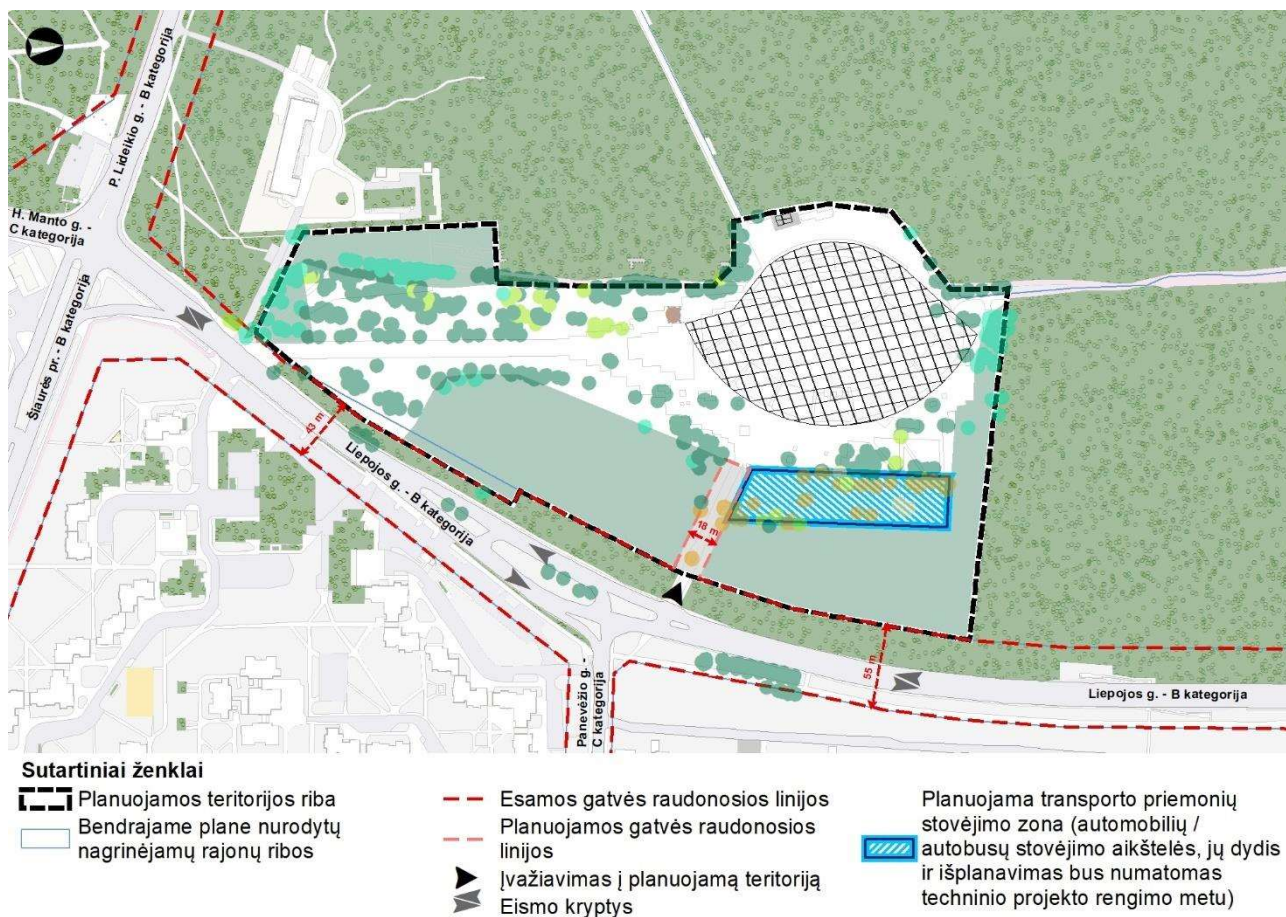 P. Lideikio g. - B kategorija
H. Manto g. -
C kategorija
Šiaurės pr. - B kategorija
43 m
Liepojos g. - B kategorija
18 m
55 m
Panevėžio g. -
C kategorija
Liepojos g. - B kategorija
Sutartiniai ženklai
Planuojamos teritorijos riba
Bendrajame plane nurodytų
nagrinėjamų rajonų ribos
Esamos gatvės raudonosios linijos
Planuojamos gatvės raudonosios
linijos
Įvažiavimas į planuojamą teritoriją
Eismo kryptys
Planuojama transporto priemonių
stovėjimo zona (automobilių /
autobusų stovėjimo aikštelės, jų dydis
ir išplanavimas bus numatomas
techninio projekto rengimo metu)